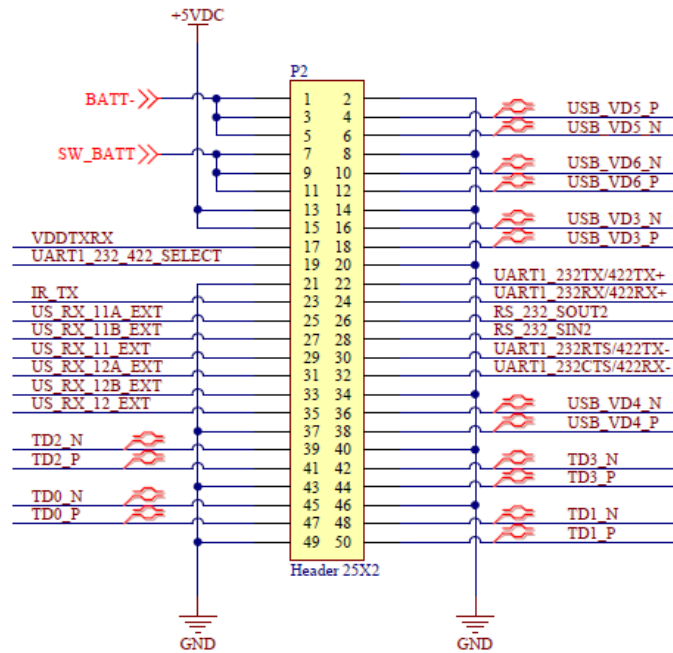 +5VDC
P2
BATT-
1 2
3 4
USB_VD5_P
5 6
USB_VD5_N
SW_BATT
7 8
9 10
USB_VD6_N
11 12
USB_VD6_P
13 14
15 16
USB_VD3_N
VDDTXRX
17 18
USB_VD3_P
UART1_232_422_SELECT
19 20
21 22
UART1_232TX/422TX+
IR_TX
23 24
UART1_232RX/422RX+
US_RX_11A_EXT
25 26
RS_232_SOUT2
US_RX_11B_EXT
27 28
RS_232_SIN2
US_RX_11_EXT
29 30
UART1_232RTS/422TX-
US_RX_12A_EXT
31 32
UART1_232CTS/422RX-
US_RX_12B_EXT
33 34
US_RX_12_EXT
35 36
USB_VD4_N
37 38
USB_VD4_P
TD2_N
39 40
TD2_P
41 42
TD3_N
43 44
TD3_P
TD0_N
45 46
TD0_P
47 48
TD1_N
49 50
TD1_P
Header 25X2
GND
GND